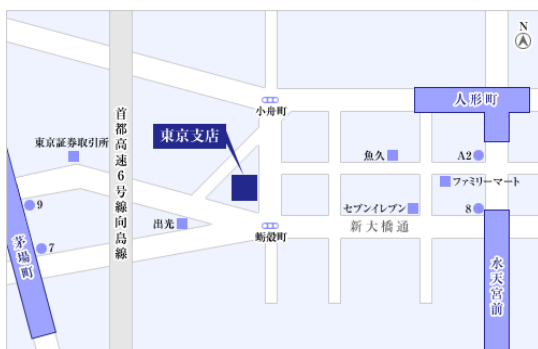 N
人形町
小舟町
東京支店
東京証券取引所
首都高速6号線向島線
魚久
A2
ファミリーマート
9
セブンイレブン
8
出光
新大橋通
蛎殻町
7
茅場町
水天宮前